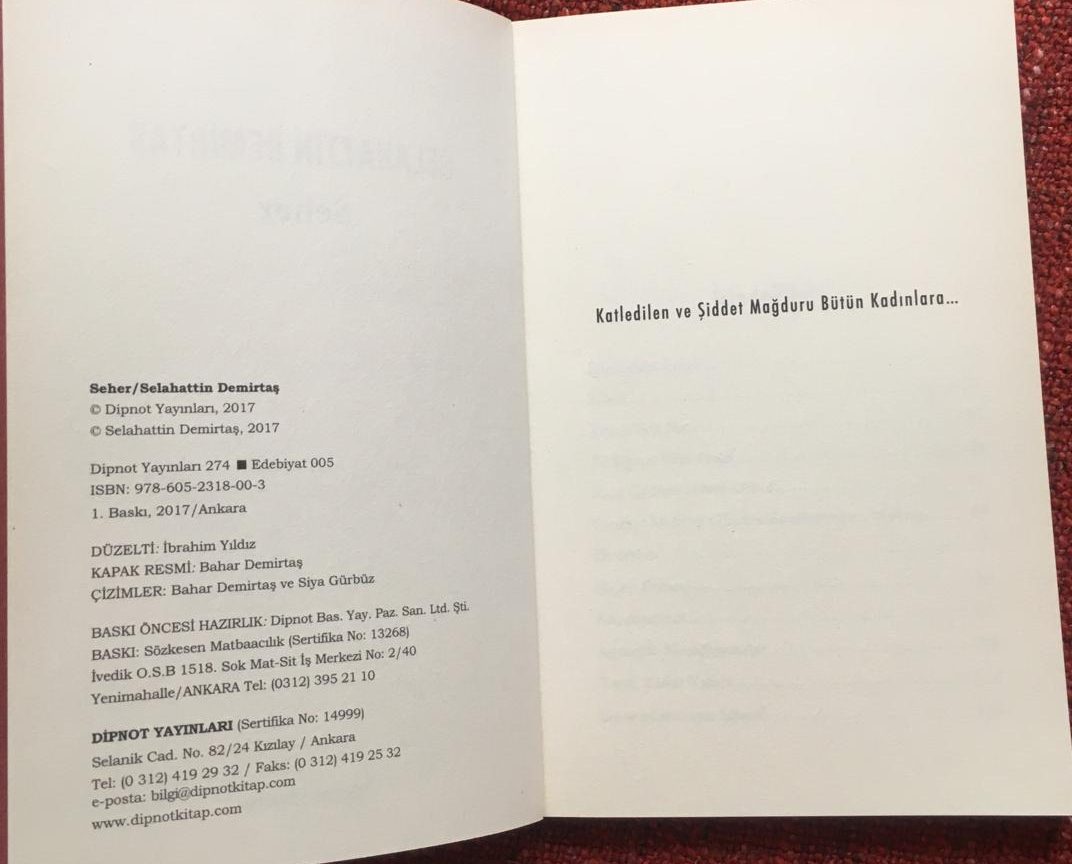 Seher/Selahattin Demirtaş
© Dipnot Yayınları, 2017
© Selahattin Demirtaş, 2017
Dipnot Yayınları 274 ■ Edebiyat 005
ISBN: 978-605-2318-00-3
1. Baskı, 2017/Ankara
DÜZELTİ: İbrahim Yıldız
KAPAK RESMİ: Bahar Demirtaş
ÇİZİMLER: Bahar Demirtaş ve Siya Gürbüz
BASKI ÖNCESİ HAZIRLIK: Dipnot Bas. Yay. Paz. San. Ltd. Şti.
BASKI: Sözkesen Matbaacılık (Sertifika No: 13268)
İvedik O.S.B 1518. Sok Mat-Sit İş Merkezi No: 2/40
Yenimahalle/ANKARA Tel: (0312) 395 21 10
DİPNOT YAYINLARI (Sertifika No: 14999)
Selanik Cad. No. 82/24 Kızılay / Ankara
Tel: (0 312) 419 29 32 / Faks: (0 312) 419 25 32
e-posta: bilgi@dipnotkitap.com
www.dipnotkitap.com
Katledilen ve Şiddet Mağduru Bütün Kadınlara...